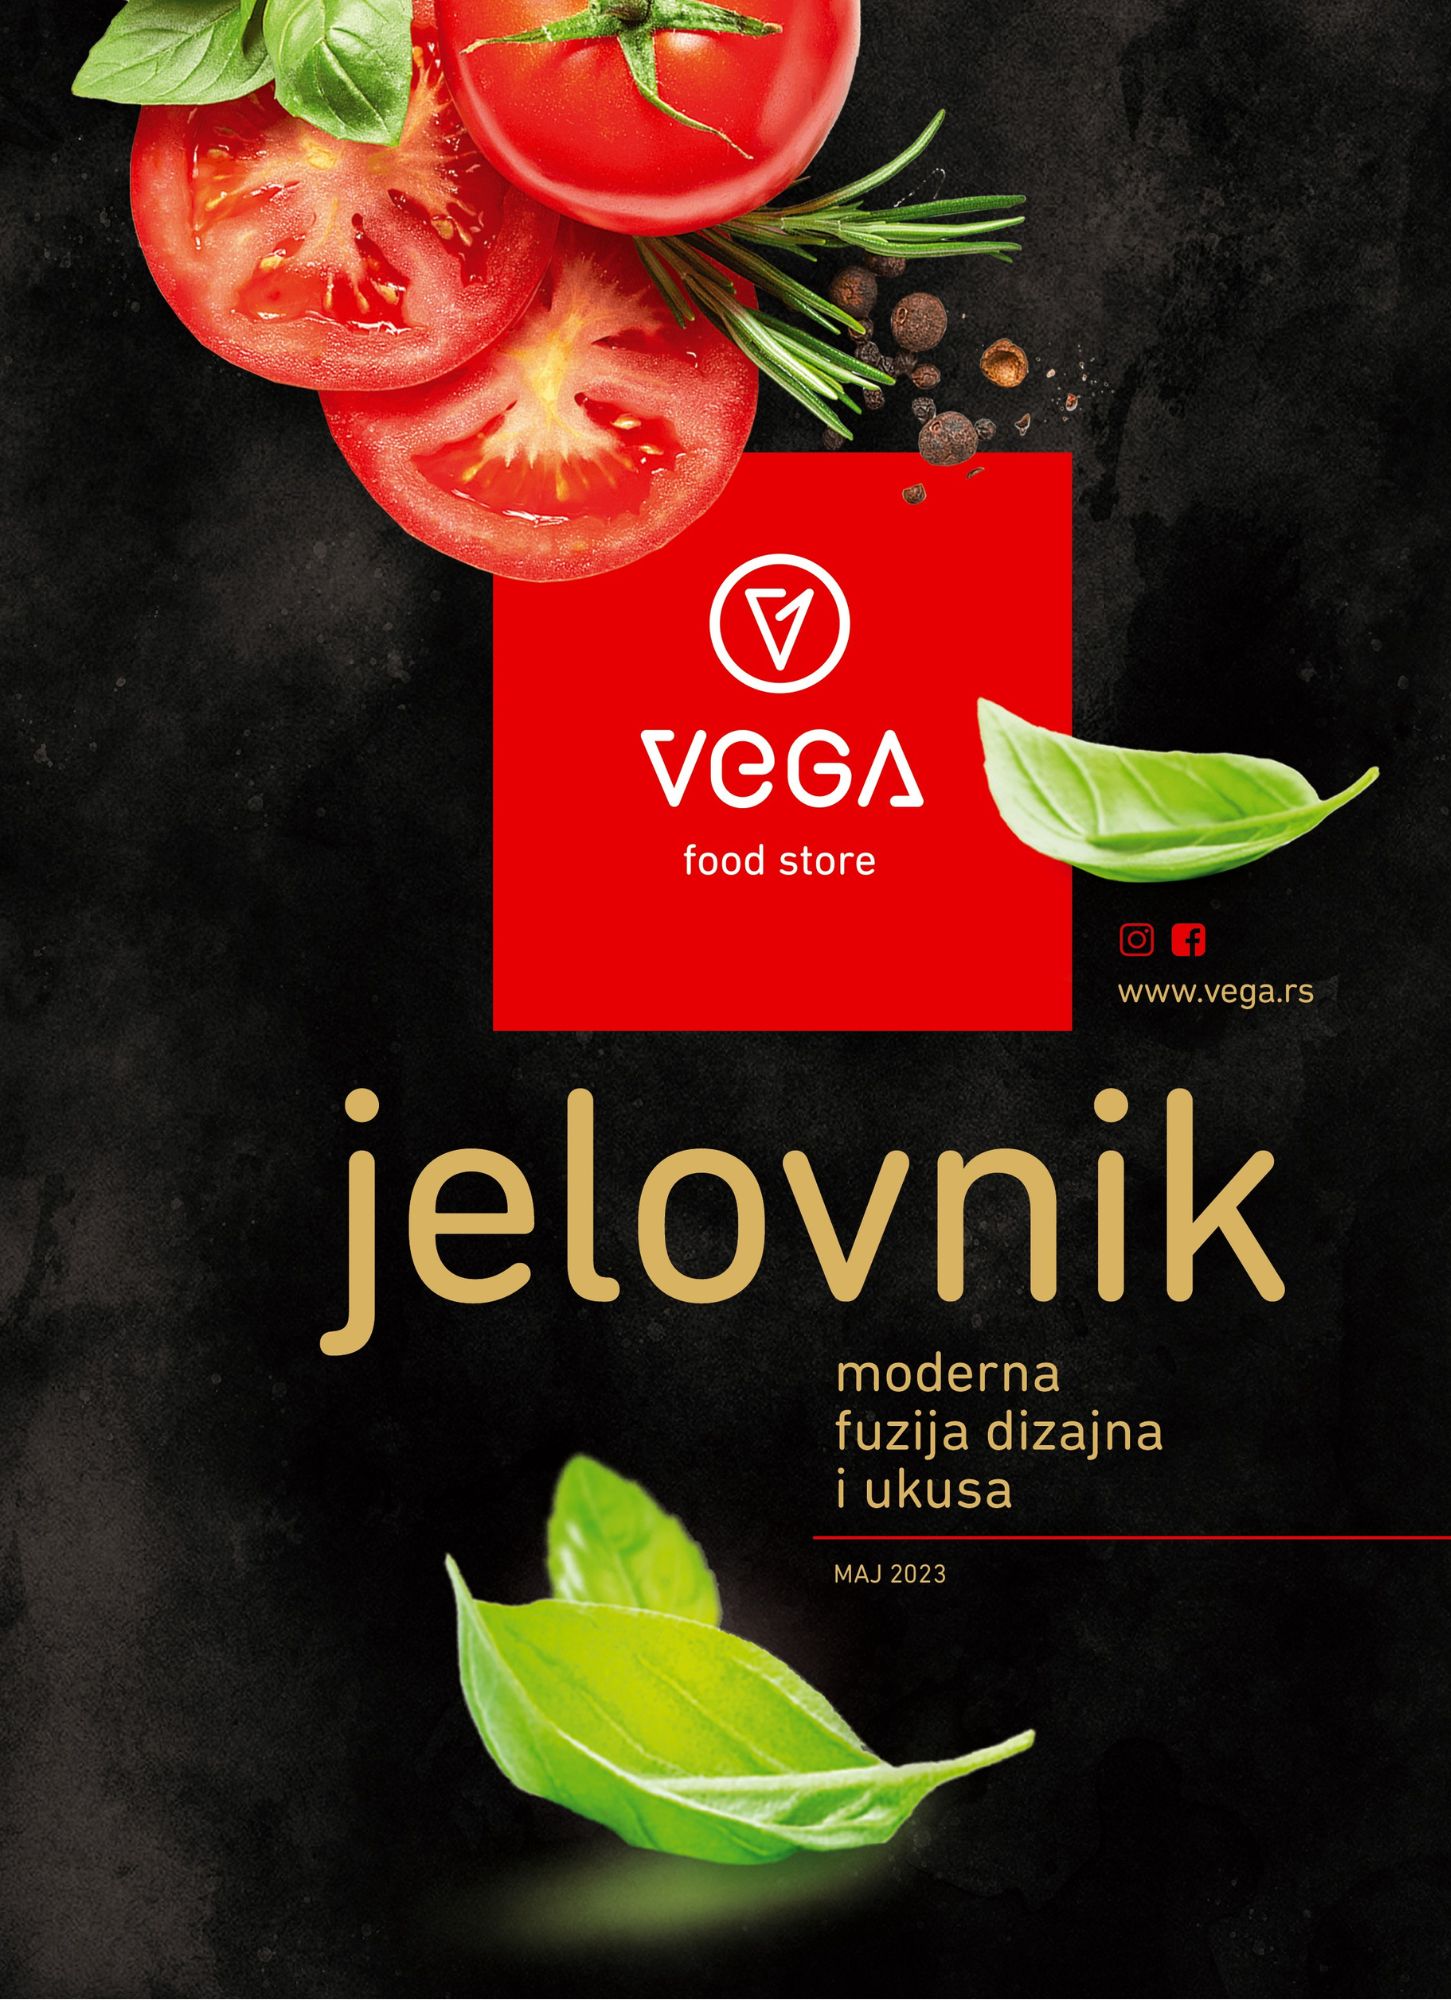 VEGA
food store
www.vega.rs
jelovnik
moderna
fuzija dizajna
i ukusa
MAJ 2023